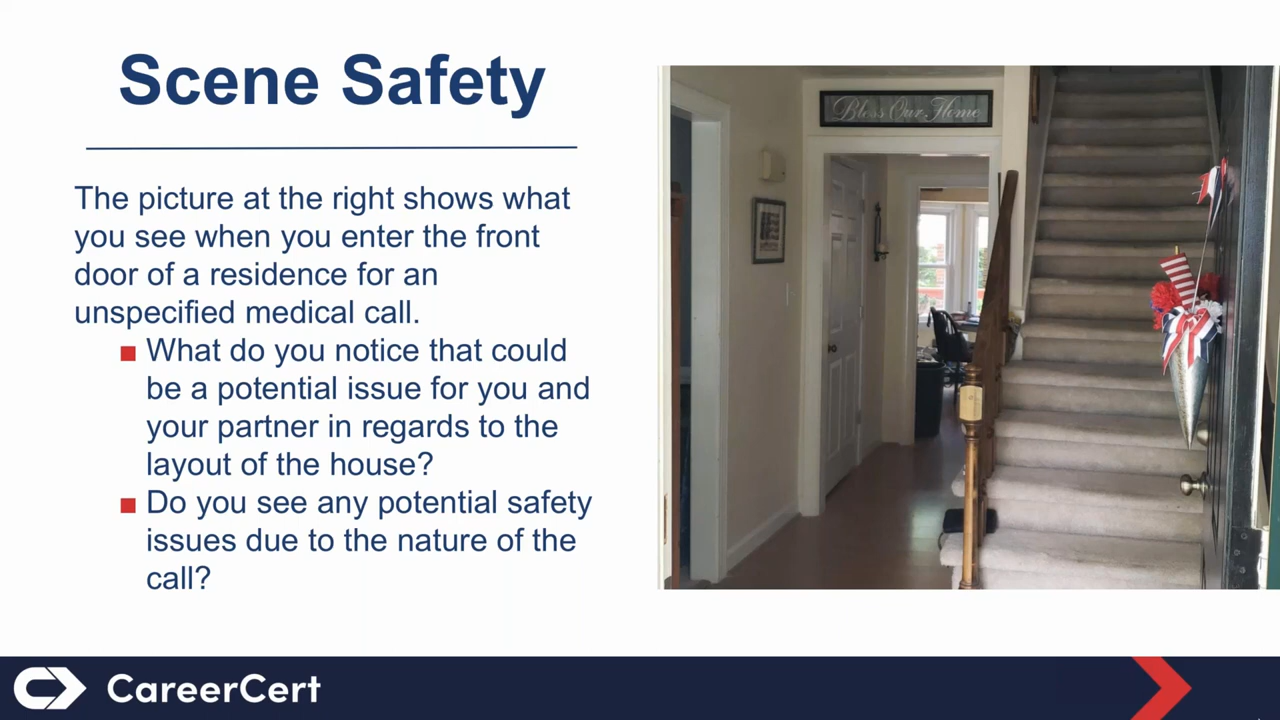 Scene Safety
The picture at the right shows what
you see when you enter the front
door of a residence for an
unspecified medical call.
■ What do you notice that could
be a potential issue for you and
your partner in regards to the
layout of the house?
■ Do you see any potential safety
issues due to the nature of the
call?
Bless Our Home
CareerCert